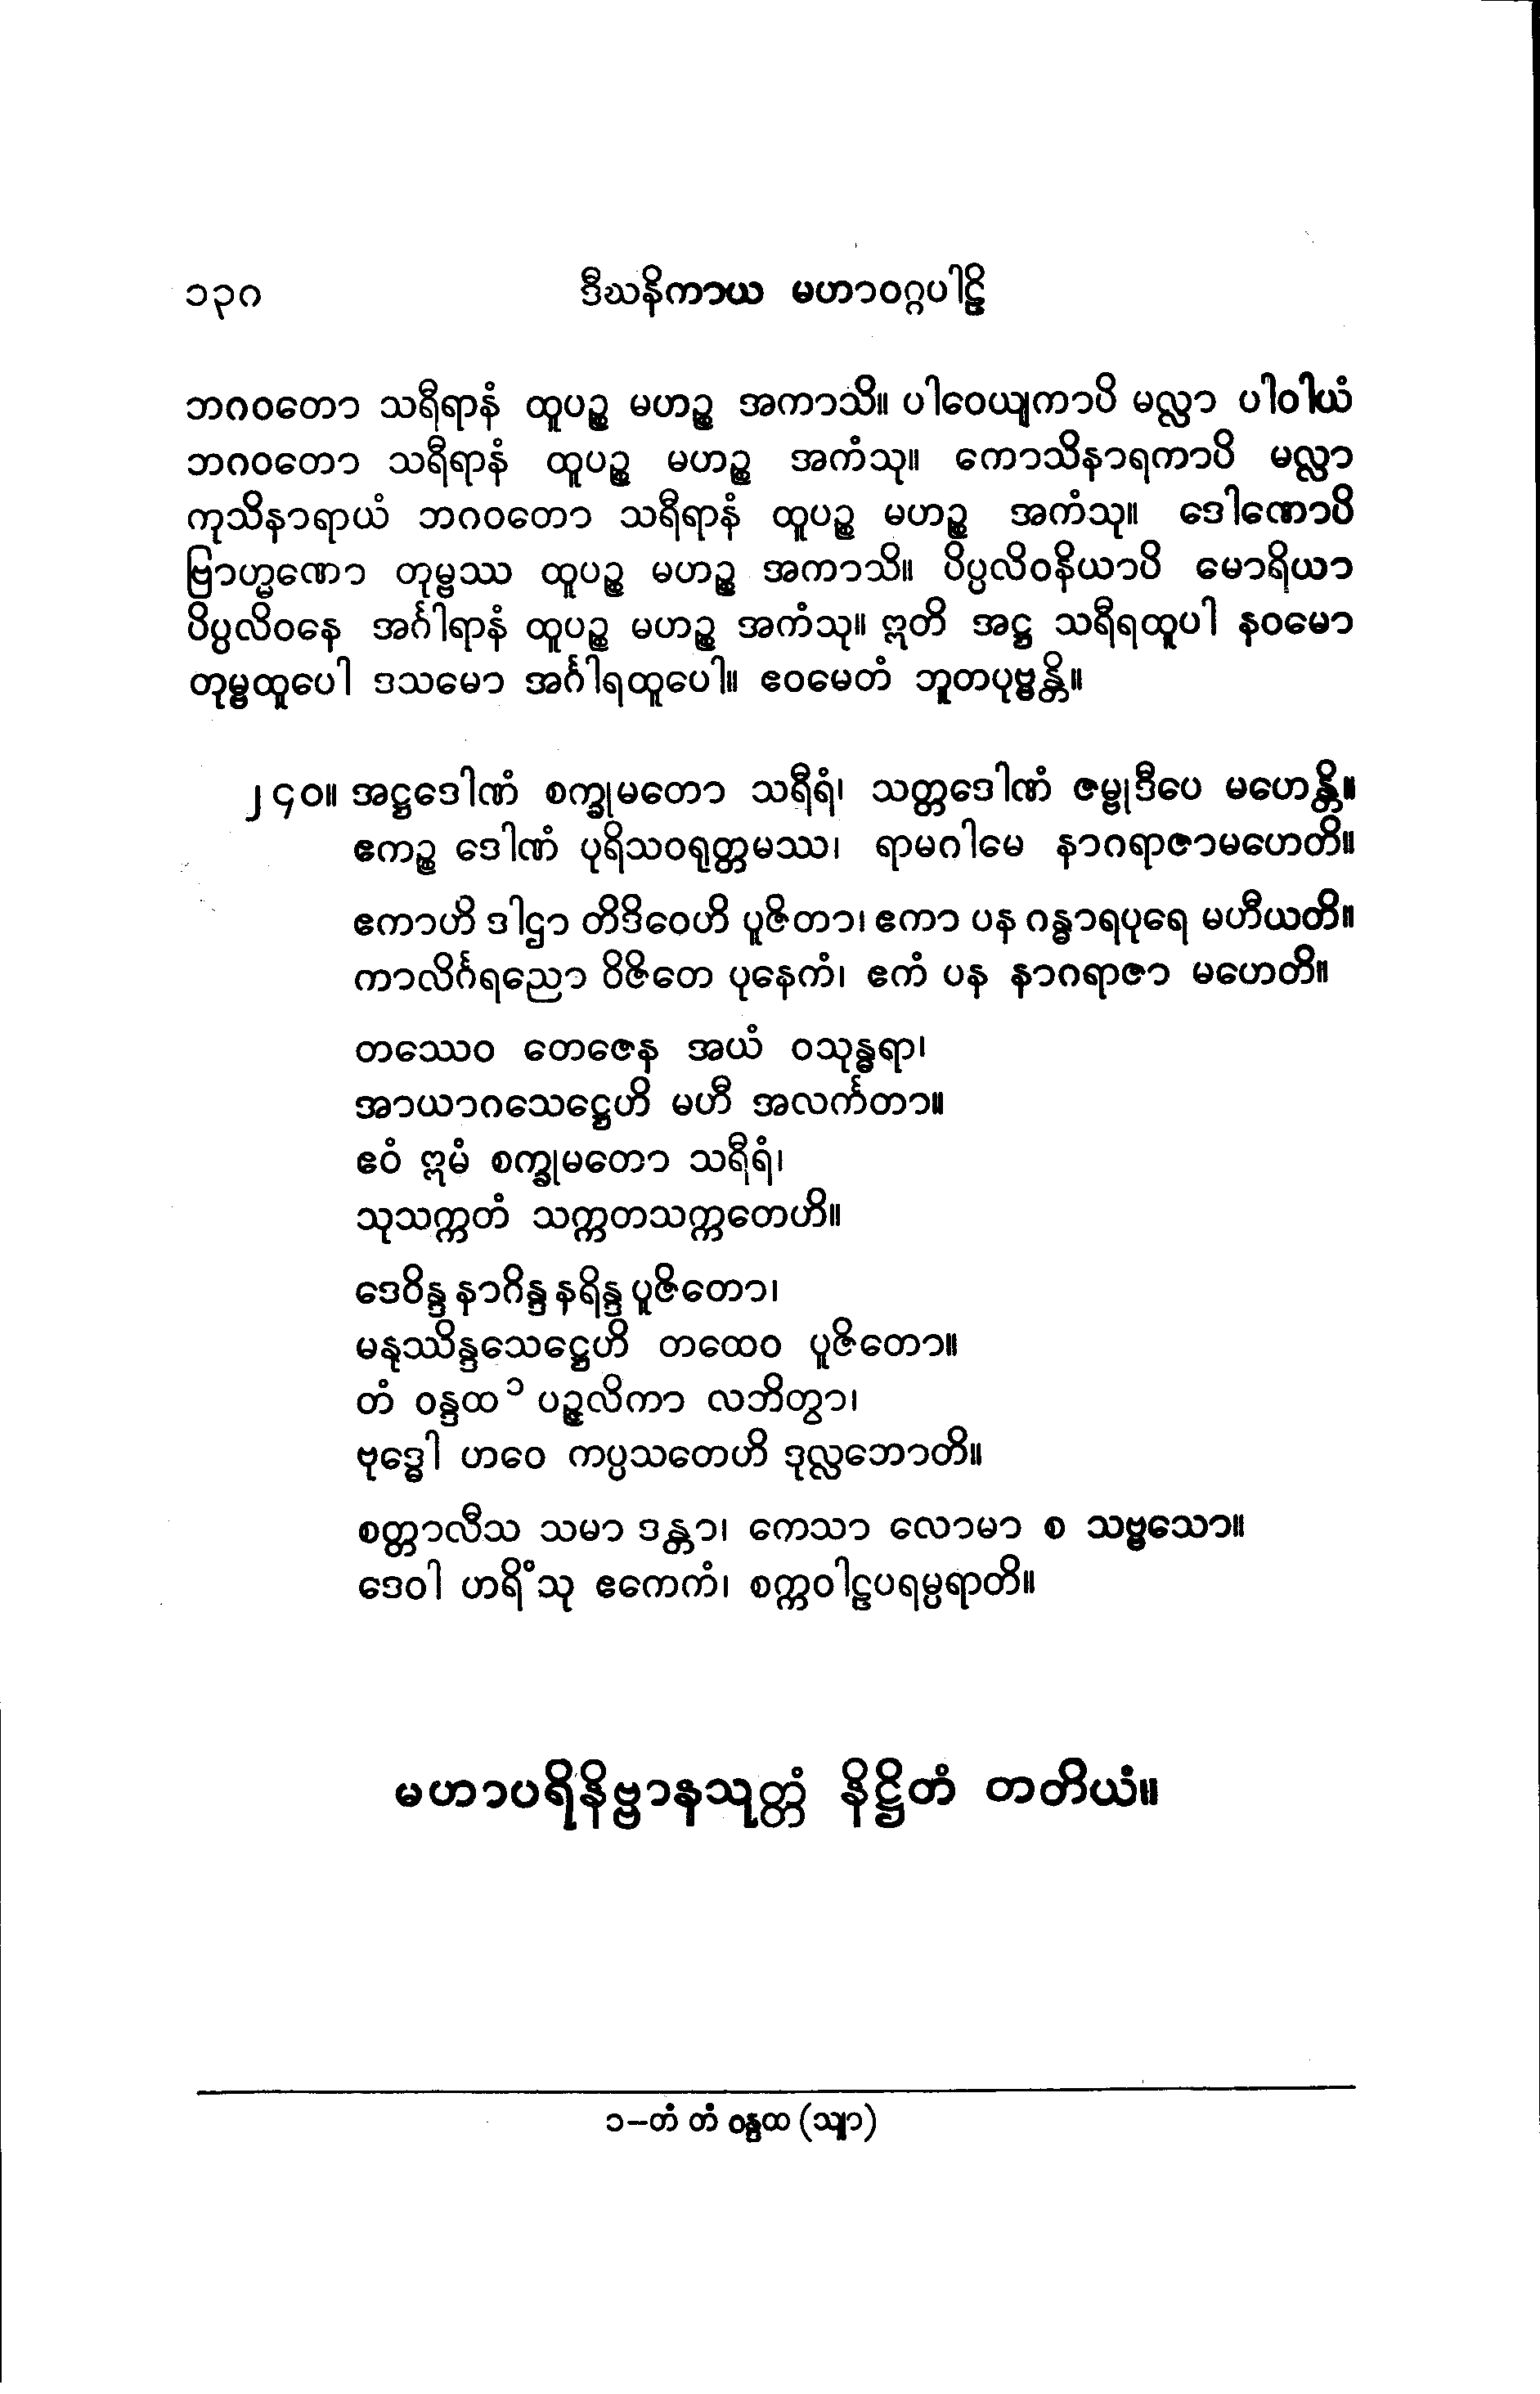 ၁၃၈ ဒီဃနိကာယ မဟာဝဂ္ဂပါဠိ
ဘဂဝတော သရီရာနံ ထူပဉ္စ မဟဉ္စ အကာသိ။ ပါဝေယျကာပိ မလ္လာ ပါဝါယံ
ဘဂဝတော သရီရာနံ ထူပဉ္စ မဟဉ္စ အကံသု။ ကောသိနာရကာပိ မလ္လာ
ကုသိနာရာယံ ဘဂဝတော သရီရာနံ ထူပဉ္စ မဟဉ္စ အကံသု။ ဒေါဏောပိ
ဗြာဟ္မဏော တုမ္ဗဿ ထူပဉ္စ မဟဉ္စ အကာသိ။ ပိပ္ပလိဝနိယာပိ မောရိယာ
ပိပ္ပလိဝနေ အင်္ဂါရာနံ ထူပဉ္စ မဟဉ္စ အကံသု။ ဣတိ အဋ္ဌ သရီရထူပါ နဝမော
တုမ္ဗထူပေါ ဒသမော အင်္ဂါရထူပေါ။ ဧဝမေတံ ဘူတပုဗ္ဗန္တိ။
၂၄၀။ အဋ္ဌဒေါဏံ စက္ခုမတော သရီရံ၊ သတ္တဒေါဏံ ဇမ္ဗုဒီပေ မဟေန္တိ။
ဧကဉ္စ ဒေါဏံ ပုရိသဝရုတ္တမဿ၊ ရာမဂါမေ နာဂရာဇာမဟေတိ။
ဧကာဟိ ဒါဌာ တိဒိဝေဟိ ပူဇိတာ၊ ဧကာ ပန ဂန္ဓာရပုရေ မဟီယတိ။
ကာလိင်္ဂရညော ဝိဇိတေ ပုနေကံ၊ ဧကံ ပန နာဂရာဇာ မဟေတိ။
တဿေဝ တေဇေန အယံ ဝသုန္ဓရာ၊
အာယာဂသေဋ္ဌေဟိ မဟီ အလင်္ကတာ။
ဧဝံ ဣမံ စက္ခုမတော သရီရံ၊
သုသက္ကတံ သက္ကတသက္ကတေဟိ။
ဒေဝိန္ဒနာဂိန္ဒနရိန္ဒပူဇိတော၊
မနုဿိန္ဒသေဋ္ဌေဟိ တထေဝ ပူဇိတော။
တံ ဝန္ဒထ ၁ ပဉ္ဇလိကာ လဘိတွာ၊
ဗုဒ္ဓေါ ဟဝေ ကပ္ပသတေဟိ ဒုလ္လဘောတိ။
စတ္တာလီသ သမာ ဒန္တာ၊ ကေသာ လောမာ စ သဗ္ဗသော။
ဒေဝါ ဟရိံသု ဧကေကံ၊ စက္ကဝါဠပရမ္ပရာတိ။
မဟာပရိနိဗ္ဗာနသုတ္တံ နိဋ္ဌိတံ တတိယံ။
၁–တံ တံ ဝန္ဒထ (သျာ)